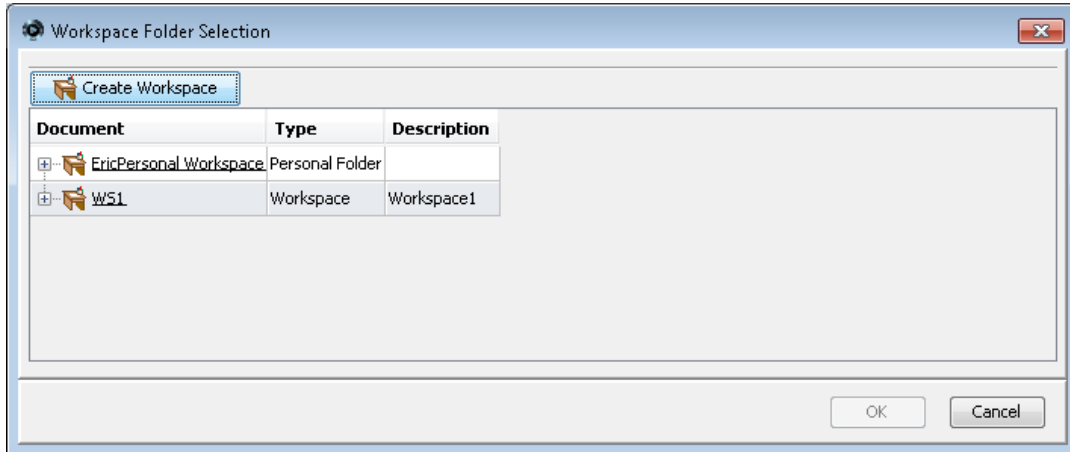 Workspace Folder Selection
Create Workspace
Document Type Description
EricPersonal Workspace Personal Folder
WS1 Workspace Workspace1
OK Cancel